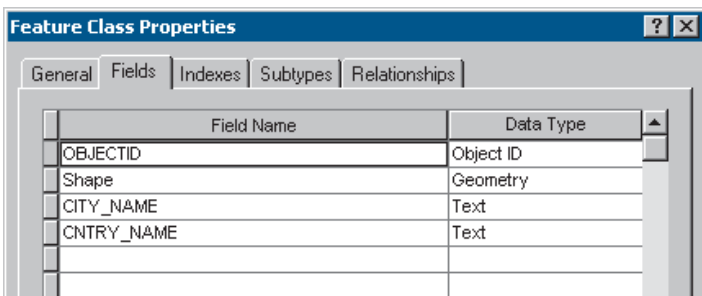 Feature Class Properties
General Fields Indexes Subtypes Relationships
Field Name Data Type
OBJECTID Object ID
Shape Geometry
CITY_NAME Text
CNTRY_NAME Text